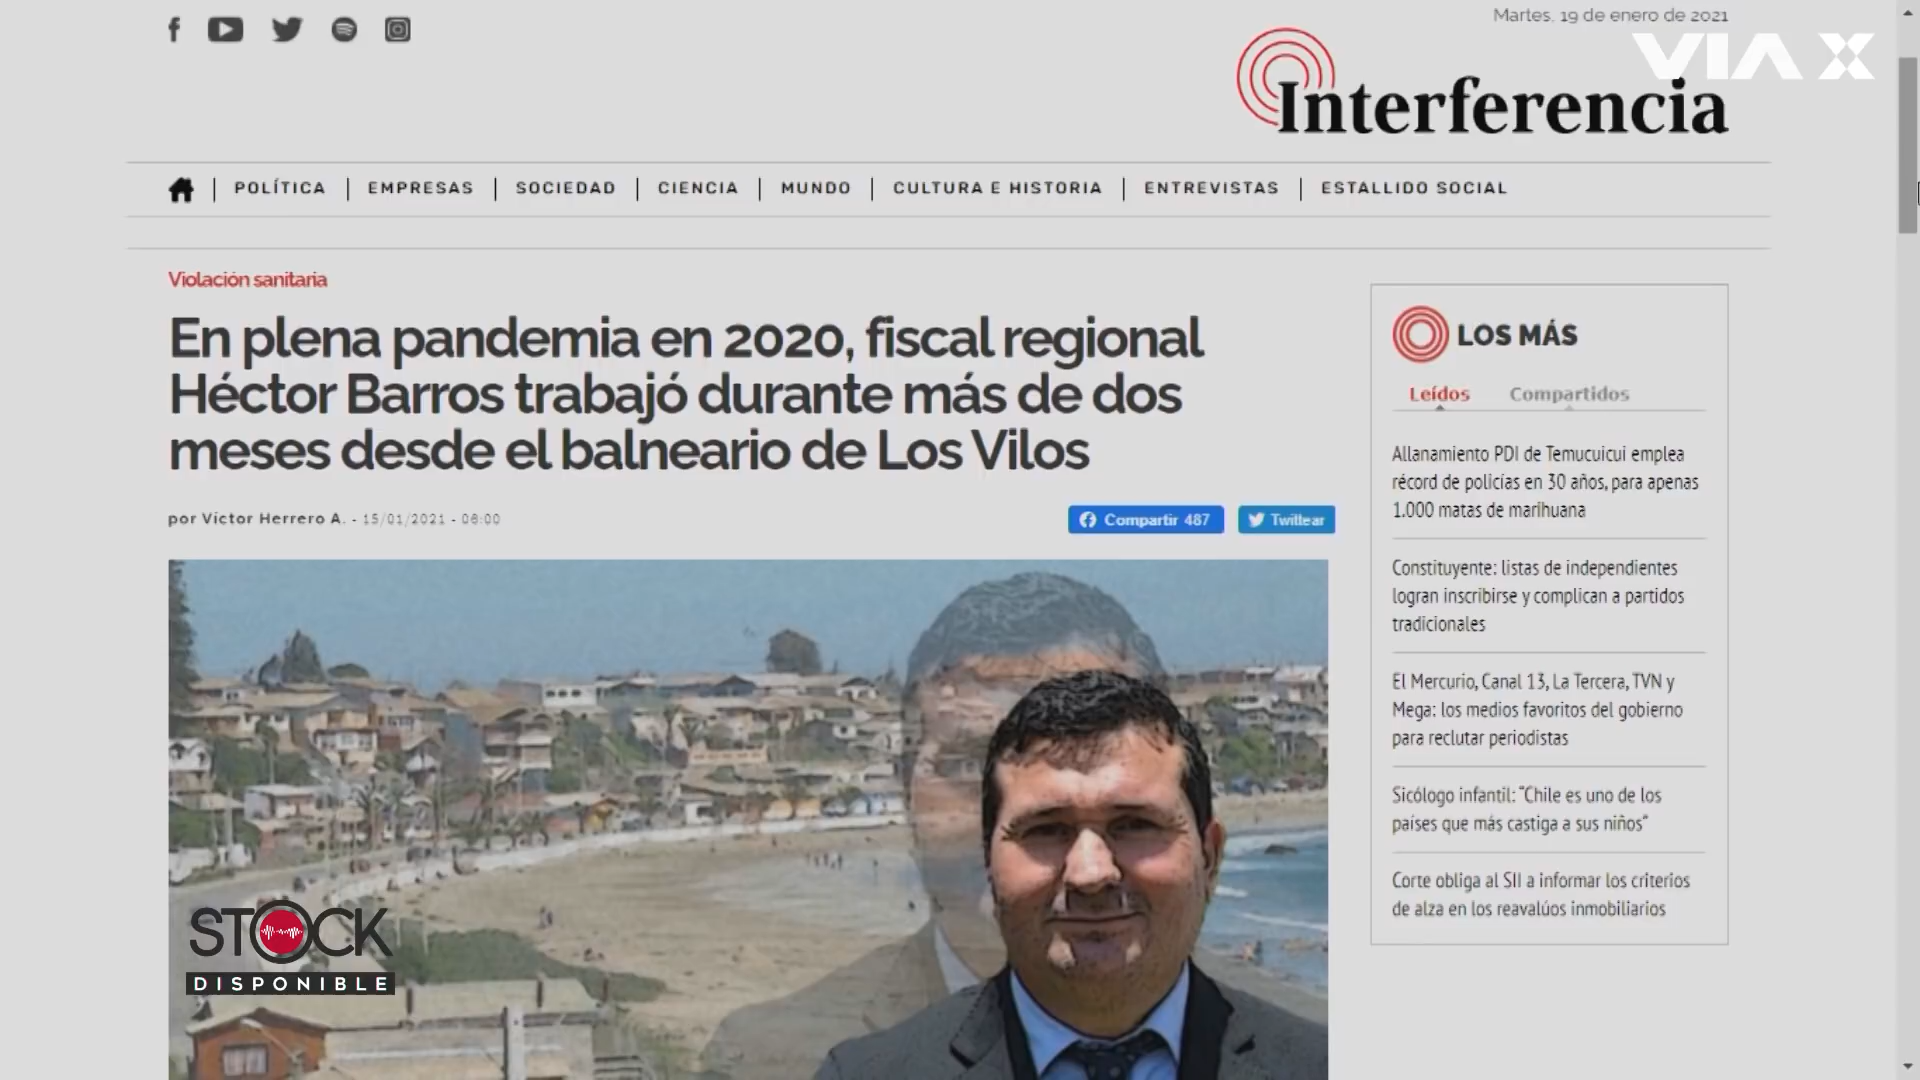 Martes, 19 de enero de 2021
VIA X
Interferencia
POLÍTICA | EMPRESAS | SOCIEDAD | CIENCIA | MUNDO | CULTURA E HISTORIA | ENTREVISTAS | ESTALLIDO SOCIAL
Violación sanitaria
En plena pandemia en 2020, fiscal regional
Héctor Barros trabajó durante más de dos
meses desde el balneario de Los Vilos
por Víctor Herrero A. - 15/01/2021 - 06:00
Compartir 487
Twittear
LOS MÁS
Leídos
Compartidos
Allanamiento PDI de Temucuicui emplea
récord de policías en 30 años, para apenas
1.000 matas de marihuana
Constituyente: listas de independientes
logran inscribirse y complican a partidos
tradicionales
El Mercurio, Canal 13, La Tercera, TVN y
Mega: los medios favoritos del gobierno
para reclutar periodistas
Sicólogo infantil: “Chile es uno de los
países que más castiga a sus niños”
Corte obliga al SII a informar los criterios
de alza en los reavalúos inmobiliarios
STOCK
DISPONIBLE